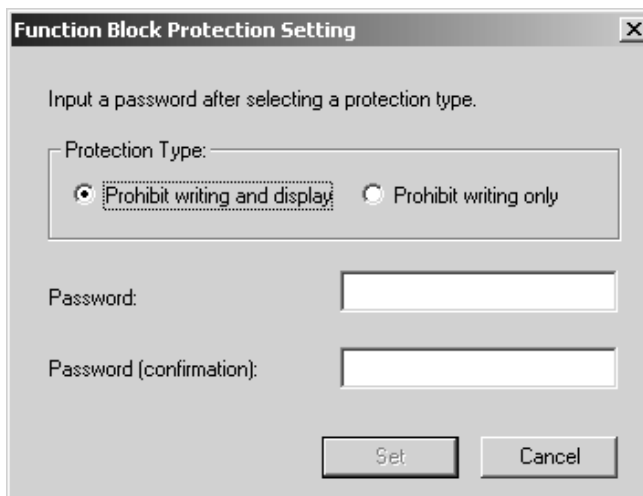 Function Block Protection Setting
Input a password after selecting a protection type.
Protection Type:
Prohibit writing and display Prohibit writing only
Password:
Password (confirmation):
Set Cancel